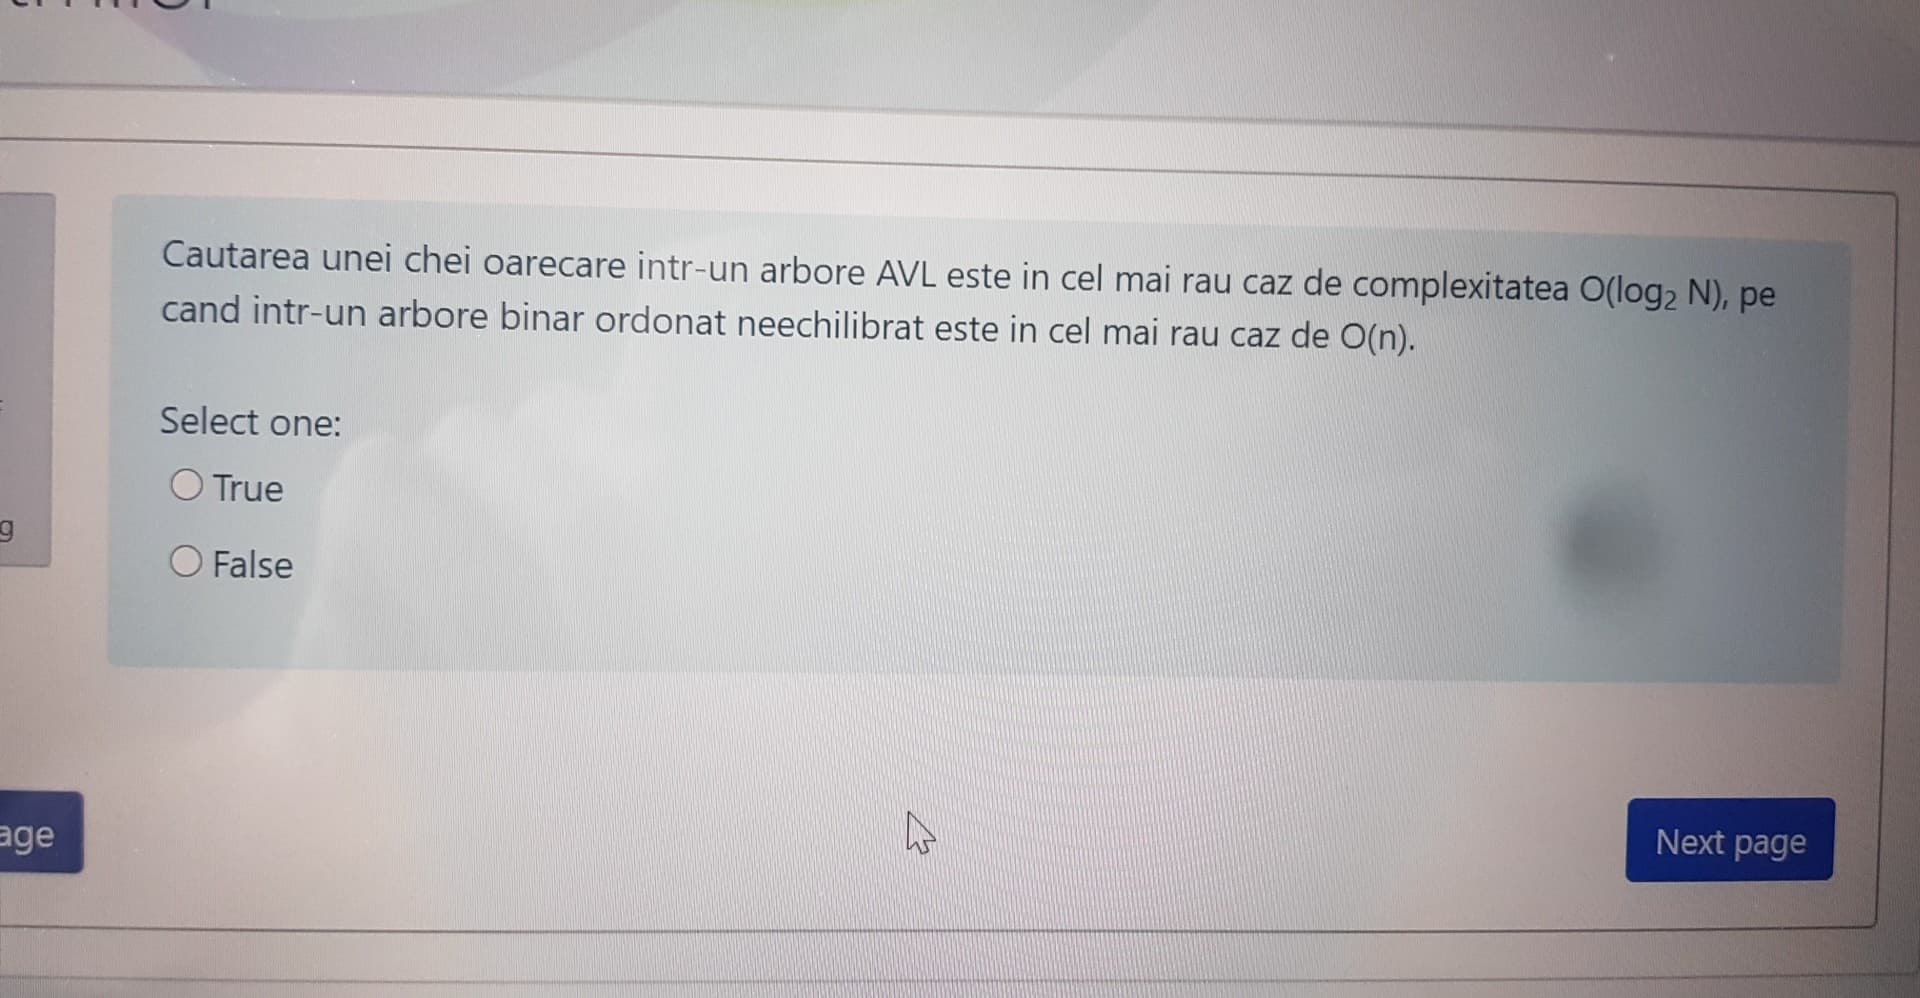 Cautarea unei chei oarecare intr-un arbore AVL este in cel mai rau caz de complexitatea O(log₂ N), pe
cand intr-un arbore binar ordonat neechilibrat este in cel mai rau caz de O(n).
Select one:
True
g
False
age
Next page